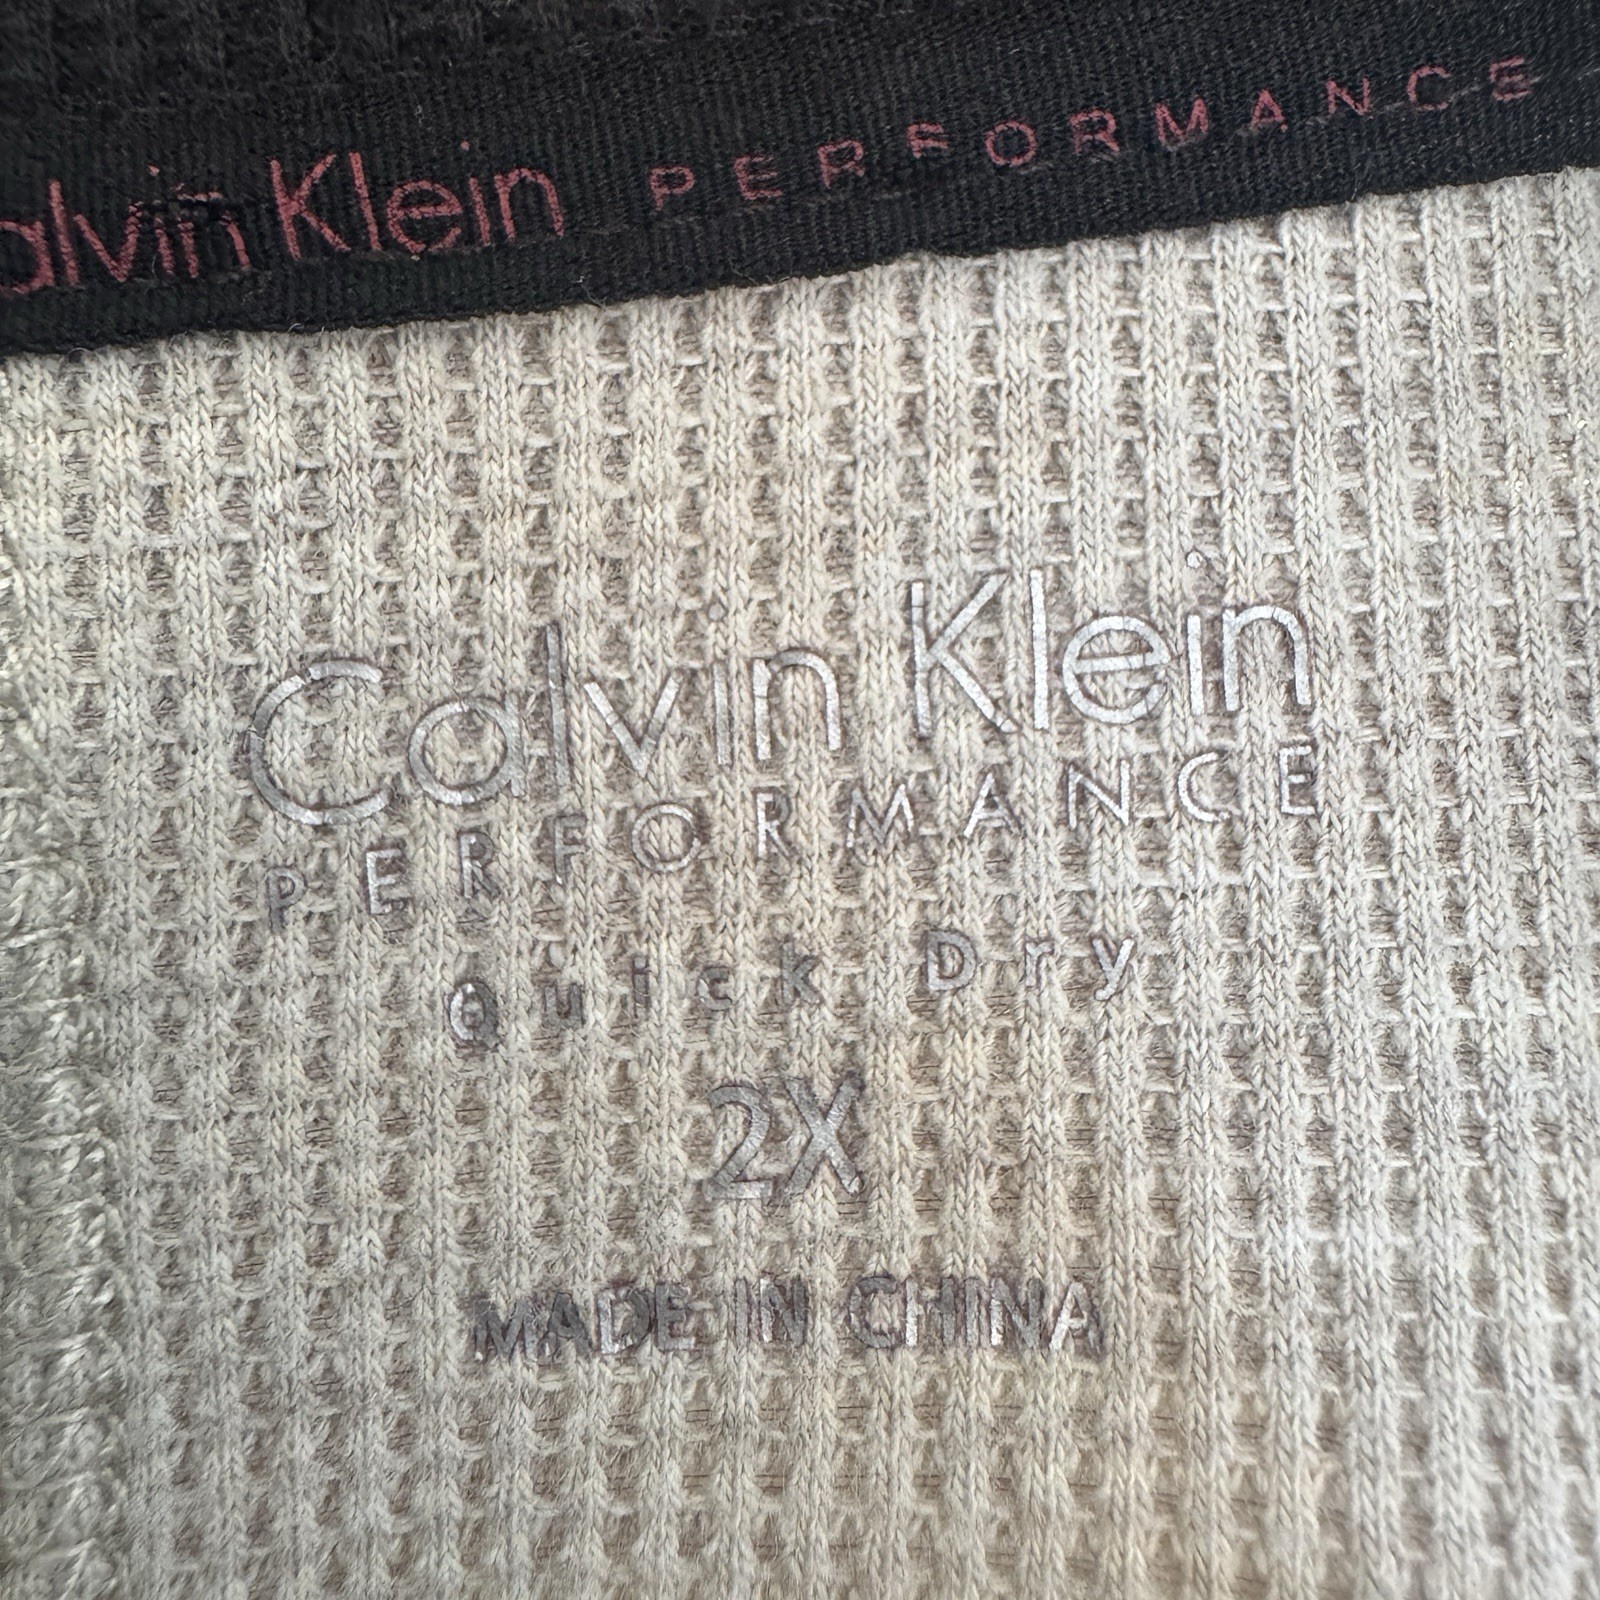 alvin Klein PERFORMANCE
Calvin Klein
PERFORMANCE
Quick Dry
2X
MADE IN CHINA